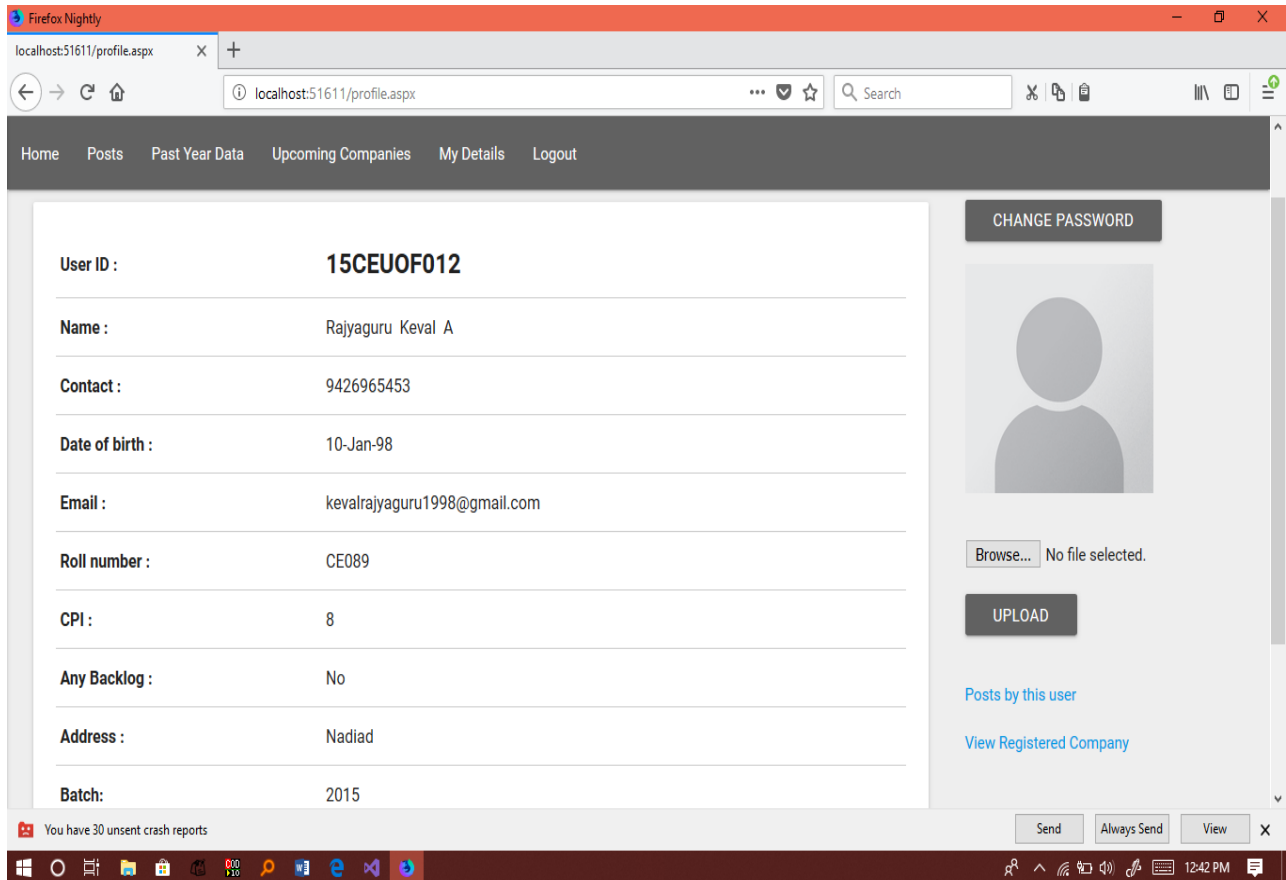 Firefox Nightly
localhost:51611/profile.aspx
localhost:51611/profile.aspx
Search
Home Posts Past Year Data Upcoming Companies My Details Logout
CHANGE PASSWORD
User ID : 15CEUOF012
Name : Rajyaguru Keval A
Contact : 9426965453
Date of birth : 10-Jan-98
Email : kevalrajyaguru1998@gmail.com
Roll number : CE089
Browse... No file selected.
CPI : 8
UPLOAD
Any Backlog : No
Posts by this user
Address : Nadiad
View Registered Company
Batch: 2015
You have 30 unsent crash reports Send Always Send View
12:42 PM